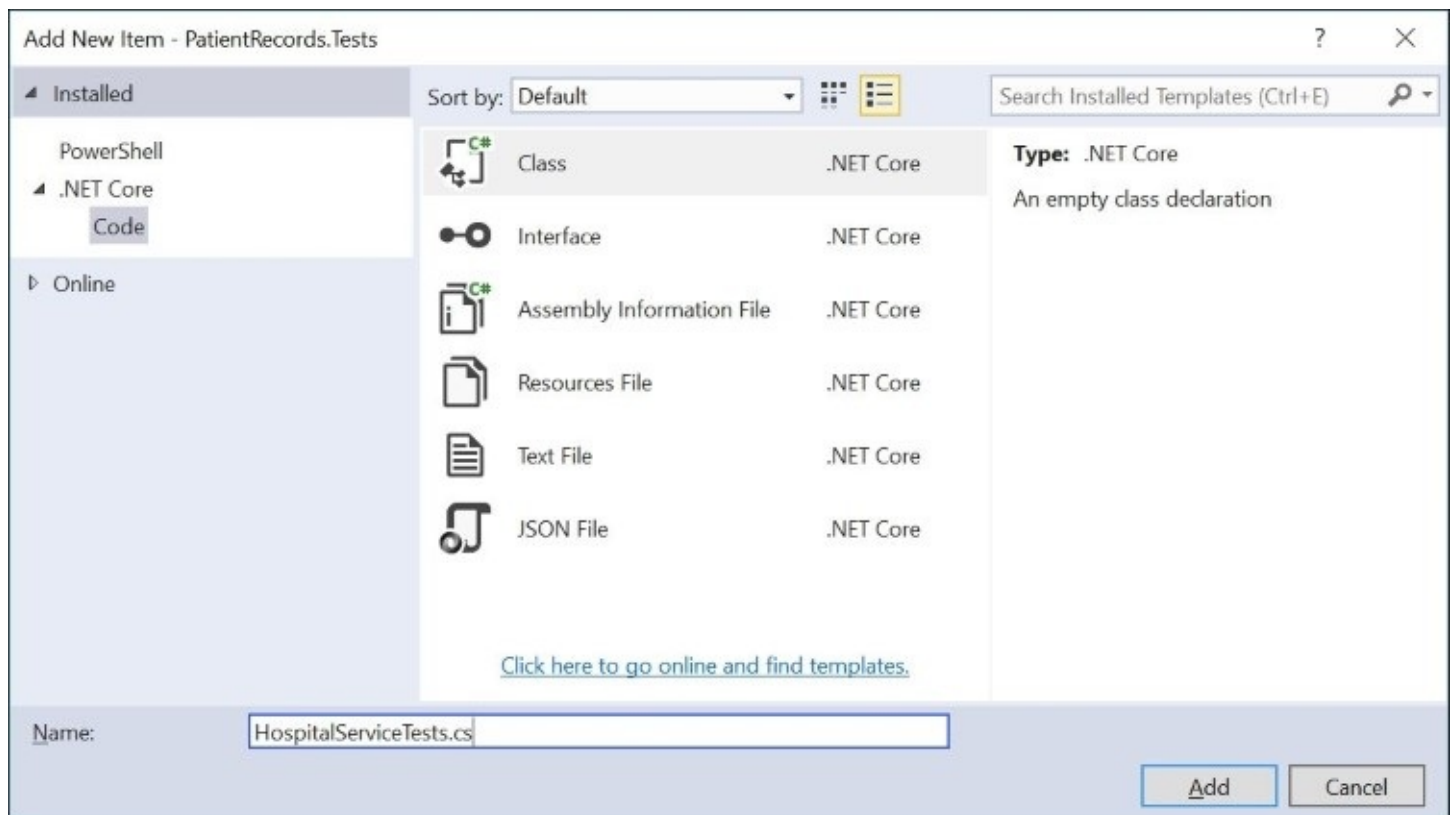 Add New Item - PatientRecords.Tests ?
Installed
PowerShell
.NET Core
Code
Online
Sort by: Default
Search Installed Templates (Ctrl+E)
C# Class .NET Core
Interface .NET Core
C# Assembly Information File .NET Core
Resources File .NET Core
Text File .NET Core
JSON File .NET Core
Click here to go online and find templates.
Type: .NET Core
An empty class declaration
Name: HospitalServiceTests.cs
Add Cancel